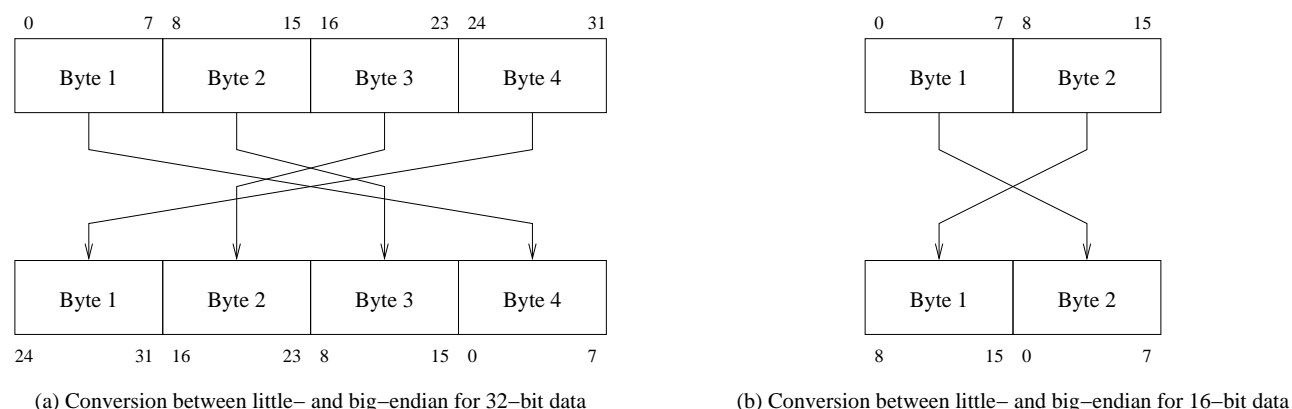 0 7 8 15 16 23 24 31
Byte 1 Byte 2 Byte 3 Byte 4
Byte 1 Byte 2 Byte 3 Byte 4
24 31 16 23 8 15 0 7
(a) Conversion between little− and big−endian for 32−bit data
0 7 8 15
Byte 1 Byte 2
Byte 1 Byte 2
8 15 0 7
(b) Conversion between little− and big−endian for 16−bit data